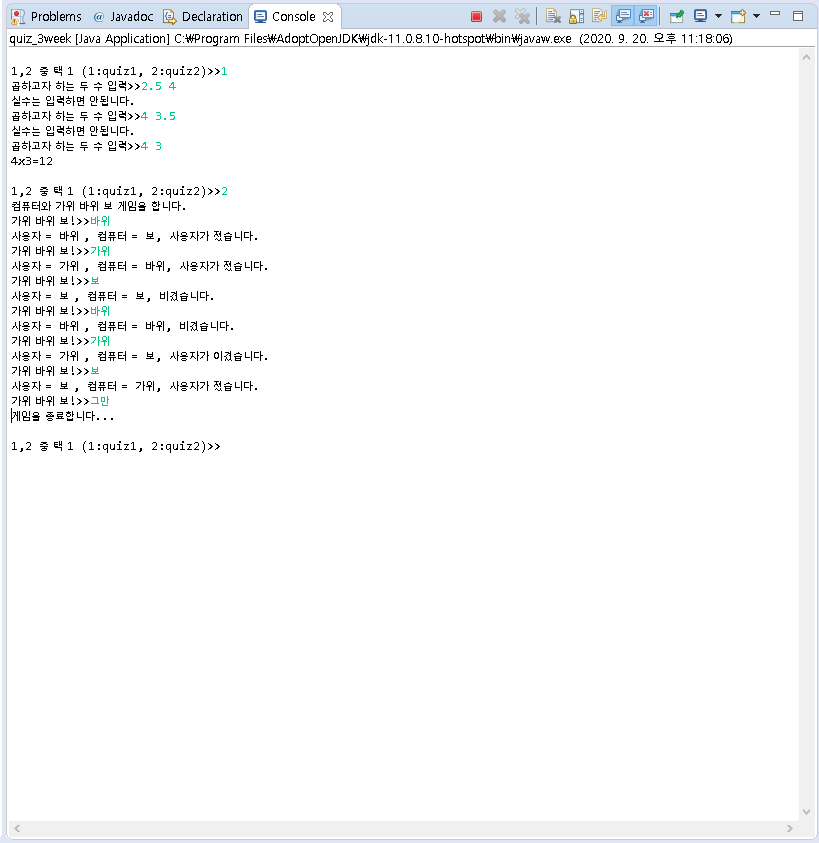 Problems @ Javadoc Declaration Console
quiz_3week [Java Application] C:₩Program Files₩AdoptOpenJDK₩jdk-11.0.8.10-hotspot₩bin₩javaw.exe (2020. 9. 20. 오후 11:18:06)
1,2 중 택1 (1:quiz1, 2:quiz2)>>1
곱하고자 하는 두 수 입력>>2.5 4
실수는 입력하면 안됩니다.
곱하고자 하는 두 수 입력>>4 3.5
실수는 입력하면 안됩니다.
곱하고자 하는 두 수 입력>>4 3
4x3=12
1,2 중 택1 (1:quiz1, 2:quiz2)>>2
컴퓨터와 가위 바위 보 게임을 합니다.
가위 바위 보!>>바위
사용자 = 바위 , 컴퓨터 = 보, 사용자가 졌습니다.
가위 바위 보!>>가위
사용자 = 가위 , 컴퓨터 = 바위, 사용자가 졌습니다.
가위 바위 보!>>보
사용자 = 보 , 컴퓨터 = 보, 비겼습니다.
가위 바위 보!>>바위
사용자 = 바위 , 컴퓨터 = 바위, 비겼습니다.
가위 바위 보!>>가위
사용자 = 가위 , 컴퓨터 = 보, 사용자가 이겼습니다.
가위 바위 보!>>보
사용자 = 보 , 컴퓨터 = 가위, 사용자가 졌습니다.
가위 바위 보!>>그만
게임을 종료합니다...
1,2 중 택1 (1:quiz1, 2:quiz2)>>